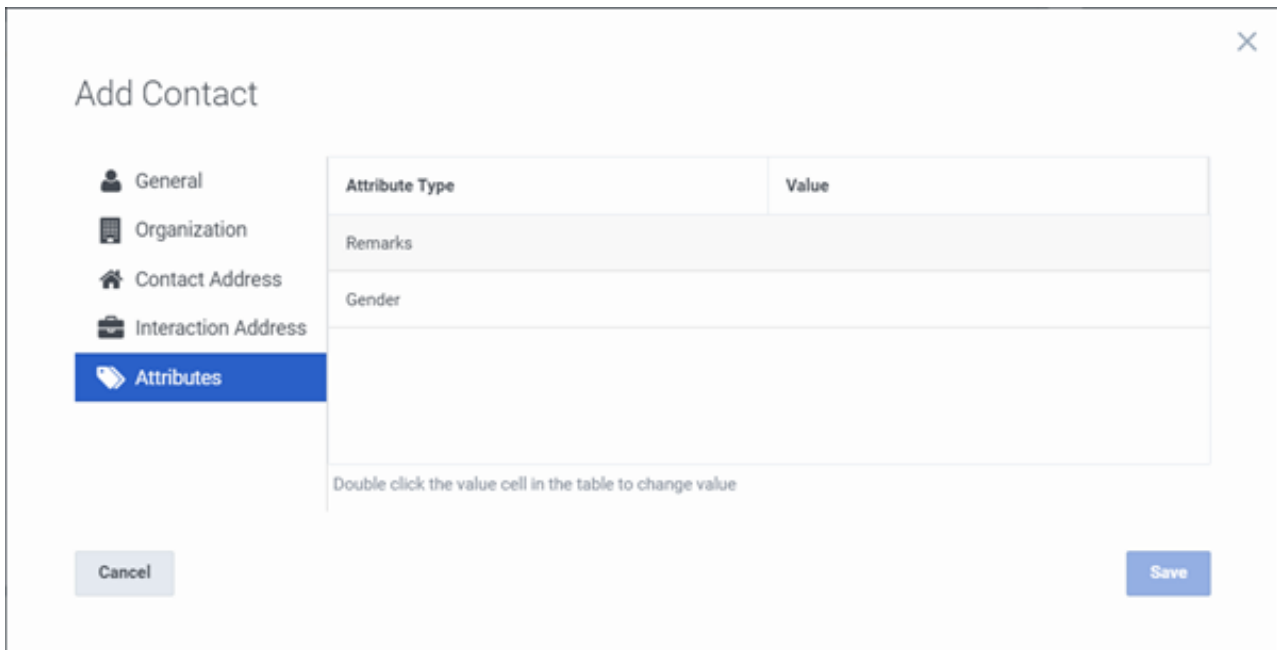 Add Contact
General
Organization
Contact Address
Interaction Address
Attributes
Attribute Type Value
Remarks
Gender
Double click the value cell in the table to change value
Cancel Save